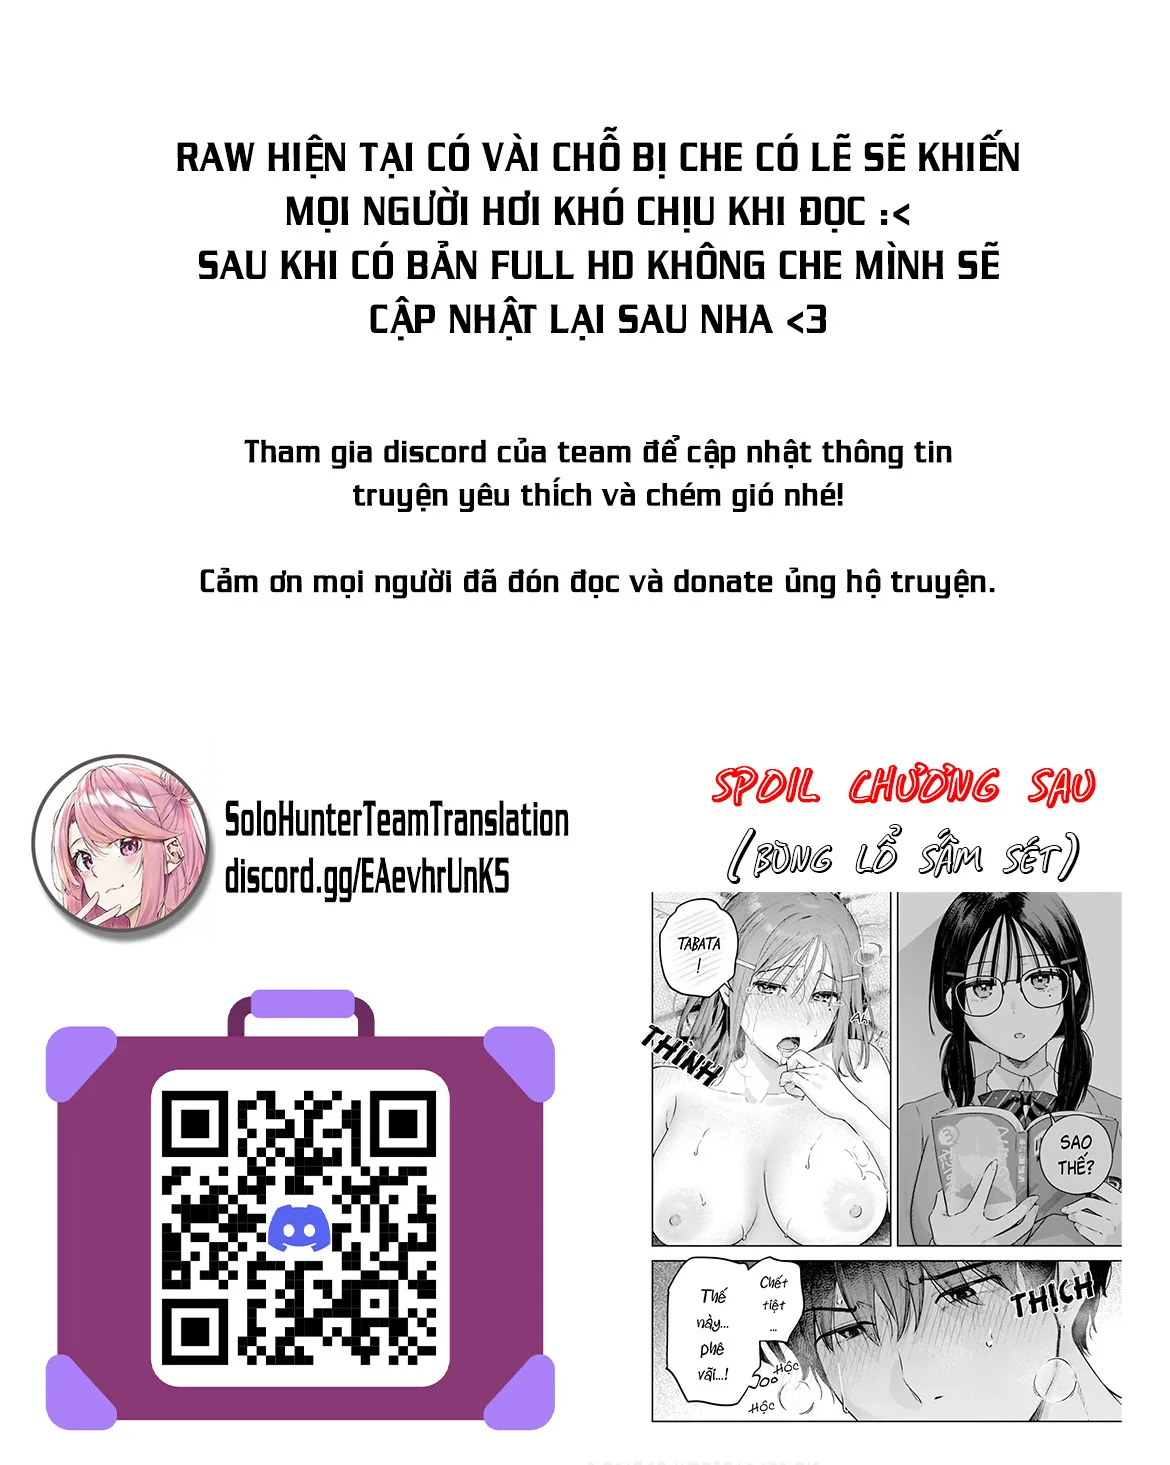 RAW HIỆN TẠI CÓ VÀI CHỖ BỊ CHE CÓ LẼ SẼ KHIẾN
MỌI NGƯỜI HƠI KHÓ CHỊU KHI ĐỌC :<
SAU KHI CÓ BẢN FULL HD KHÔNG CHE MÌNH SẼ
CẬP NHẬT LẠI SAU NHA <3
Tham gia discord của team để cập nhật thông tin
truyện yêu thích và chém gió nhé!
Cảm ơn mọi người đã đón đọc và donate ủng hộ truyện.
SoloHunterTeamTranslation
discord.gg/EAevhrUnK5
SPOIL CHƯƠNG SAU
(BÙNG LỔ SẤM SÉT)
TABATA
!
Ah
THÌNH
SAO
THẾ?
Chết
tiệt
...
Thế
này...
phê
vãi...!
Hộc
Hộc
THỊCH